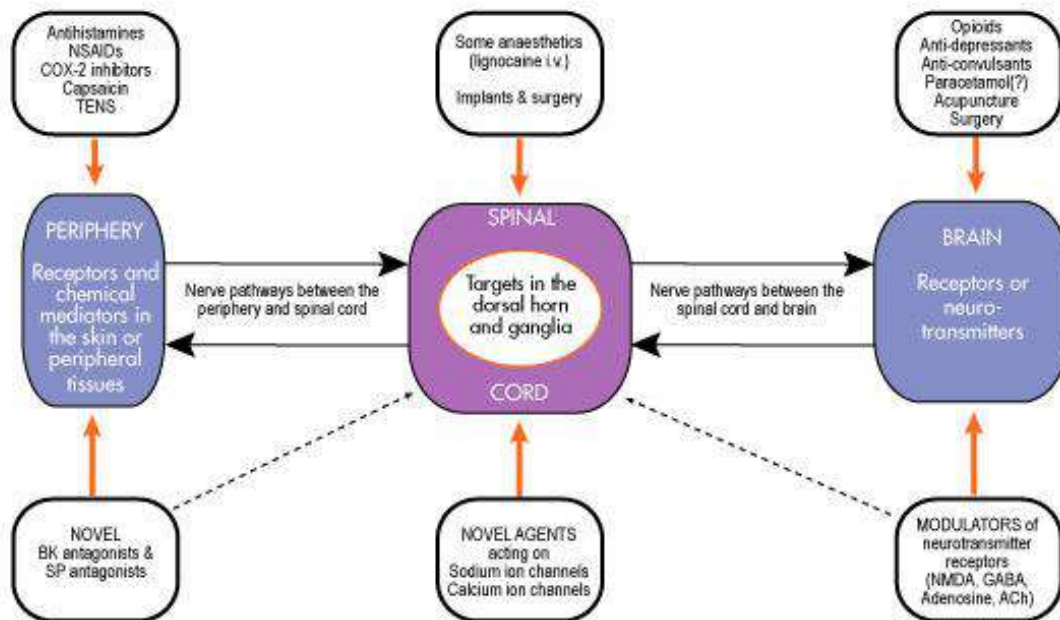 Antihistamines
NSAIDs
COX-2 inhibitors
Capsaicin
TENS
Some anaesthetics
(lignocaine i.v.)
Implants & surgery
Opioids
Anti-depressants
Anti-convulsants
Paracetamol(?)
Acupuncture
Surgery
PERIPHERY
Receptors and
chemical
mediators in
the skin or
peripheral
tissues
Nerve pathways between the
periphery and spinal cord
SPINAL
Targets in the
dorsal horn
and ganglia
CORD
Nerve pathways between the
spinal cord and brain
BRAIN
Receptors or
neuro-
transmitters
NOVEL
BK antagonists &
SP antagonists
NOVEL AGENTS
acting on
Sodium ion channels
Calcium ion channels
MODULATORS of
neurotransmitter
receptors
(NMDA, GABA,
Adenosine, ACh)